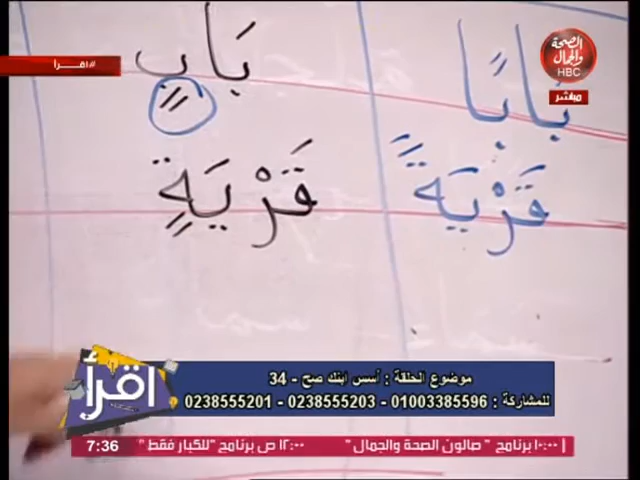 الصحة
والجمال
HBC
مباشر
#اقـــرأ
بَابًا
بَابٍ
قَرْيَةً
قَرْيَةٍ
اقرأ
موضوع الحلقة : أسس ابنك صح - 34
للمشاركة : 01003385596 - 0238555203 - 0238555201
١٠:٠٠ برنامج " صالون الصحة والجمال" ١٢:٠٠ ص برنامج "للكبار فقط"
7:36